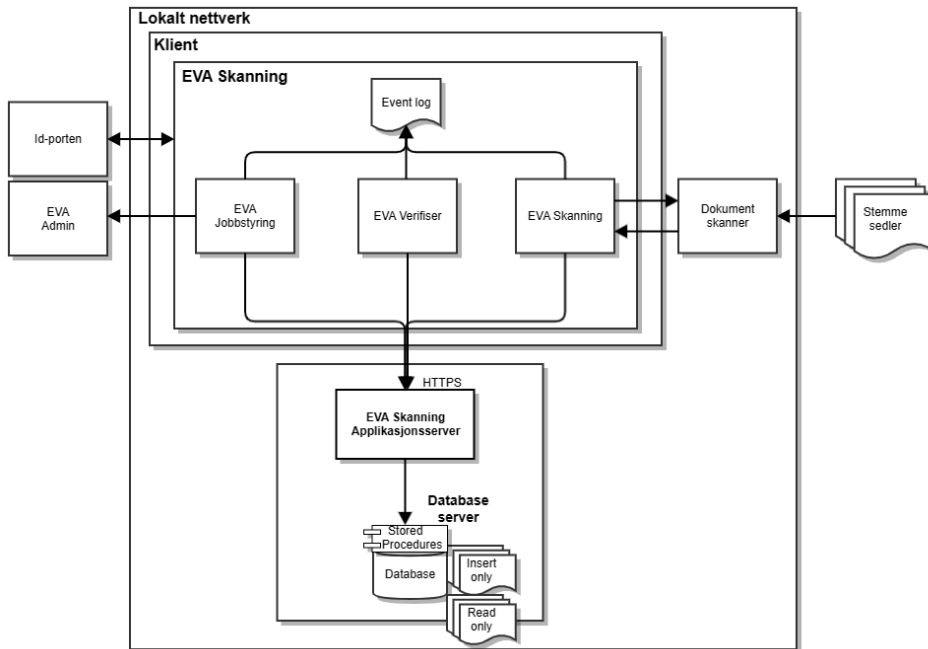 Lokalt nettverk
Klient
EVA Skanning
Event log
Id-porten
EVA
Admin
EVA
Jobbstyring
EVA Verifiser
EVA Skanning
Dokument
skanner
Stemme
sedler
HTTPS
EVA Skanning
Applikasjonsserver
Database
server
Stored
Procedures
Database
Insert
only
Read
only